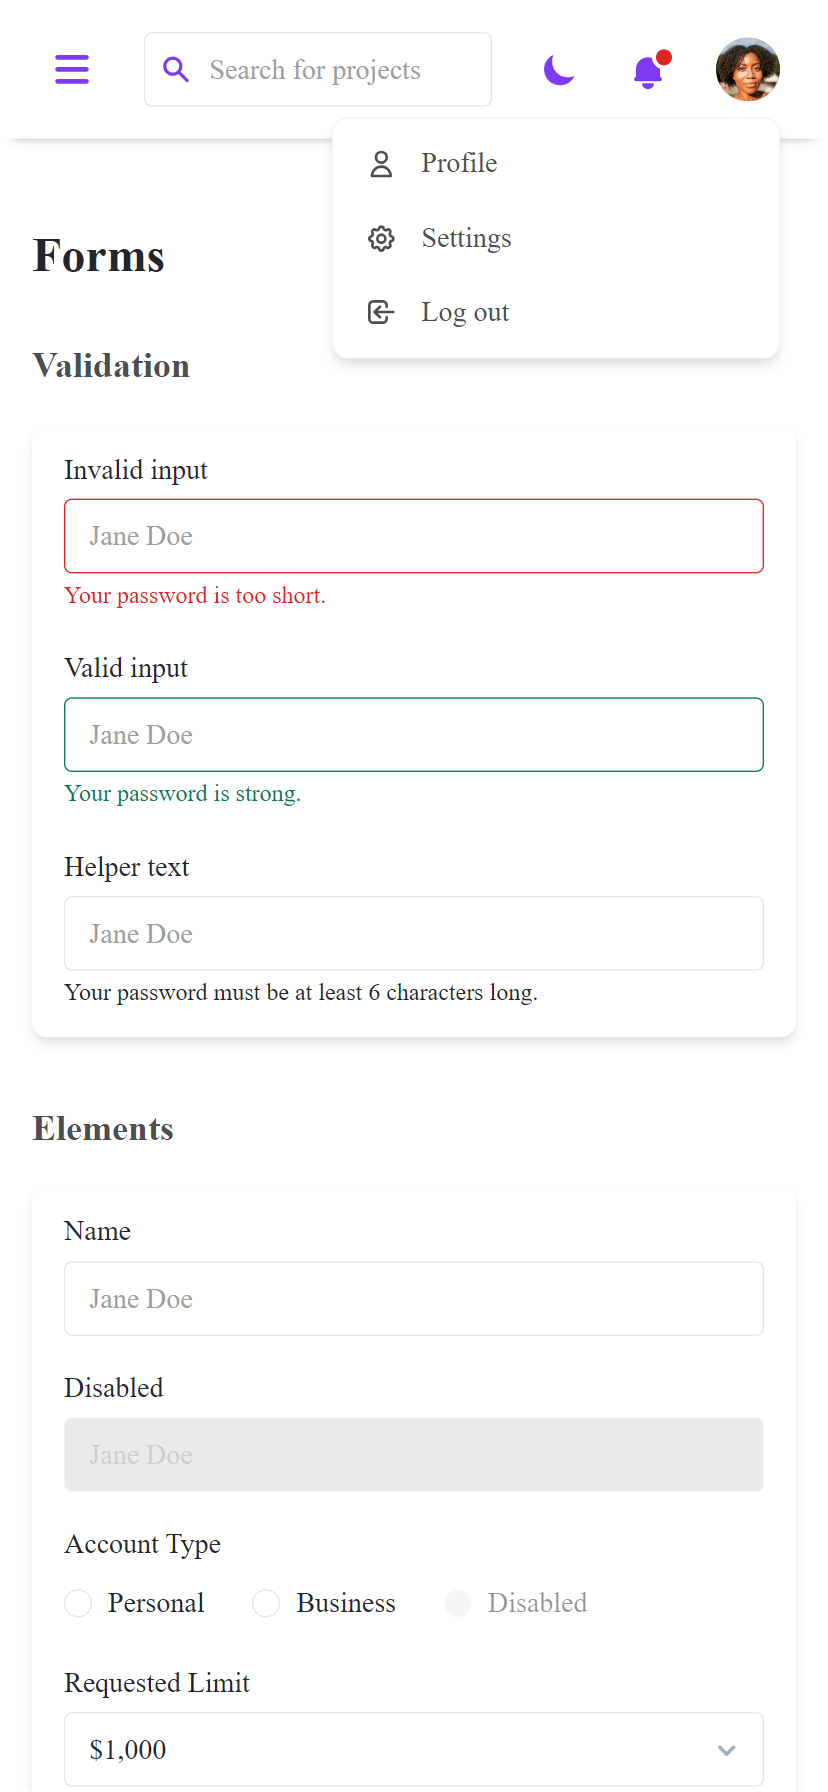 Search for projects
Profile
Settings
Log out
Forms
Validation
Invalid input
Jane Doe
Your password is too short.
Valid input
Jane Doe
Your password is strong.
Helper text
Jane Doe
Your password must be at least 6 characters long.
Elements
Name
Jane Doe
Disabled
Jane Doe
Account Type
Personal Business Disabled
Requested Limit
$1,000